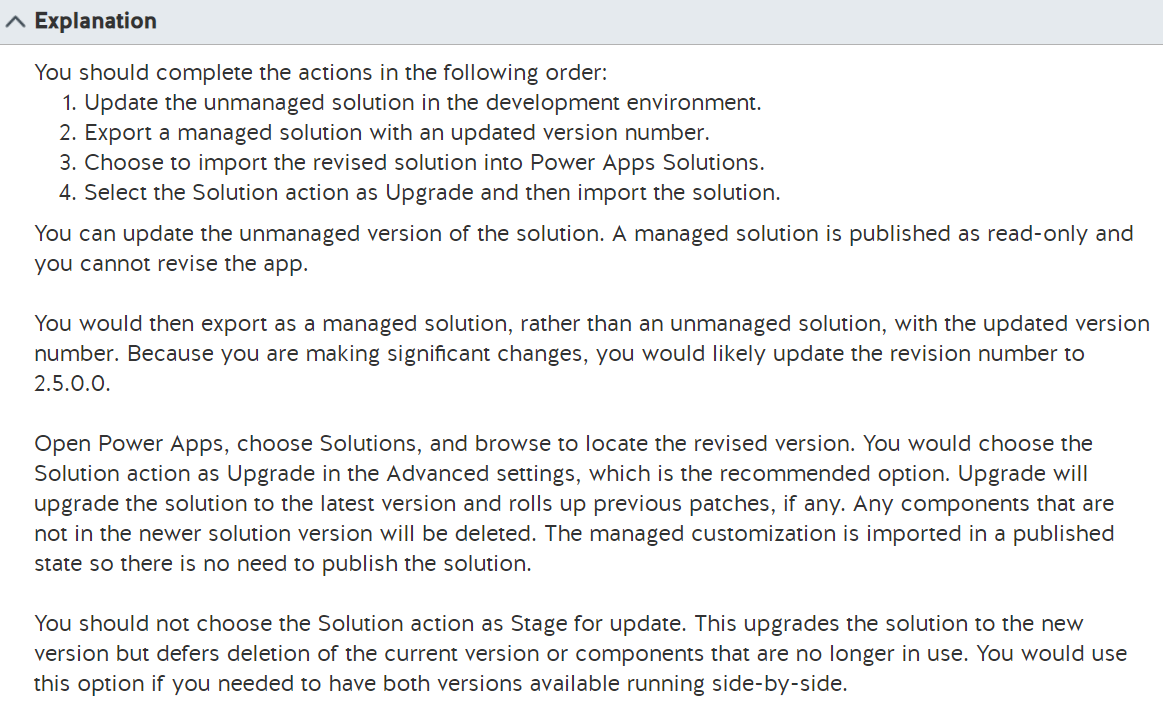 Explanation
You should complete the actions in the following order:
1. Update the unmanaged solution in the development environment.
2. Export a managed solution with an updated version number.
3. Choose to import the revised solution into Power Apps Solutions.
4. Select the Solution action as Upgrade and then import the solution.
You can update the unmanaged version of the solution. A managed solution is published as read-only and
you cannot revise the app.
You would then export as a managed solution, rather than an unmanaged solution, with the updated version
number. Because you are making significant changes, you would likely update the revision number to
2.5.0.0.
Open Power Apps, choose Solutions, and browse to locate the revised version. You would choose the
Solution action as Upgrade in the Advanced settings, which is the recommended option. Upgrade will
upgrade the solution to the latest version and rolls up previous patches, if any. Any components that are
not in the newer solution version will be deleted. The managed customization is imported in a published
state so there is no need to publish the solution.
You should not choose the Solution action as Stage for update. This upgrades the solution to the new
version but defers deletion of the current version or components that are no longer in use. You would use
this option if you needed to have both versions available running side-by-side.